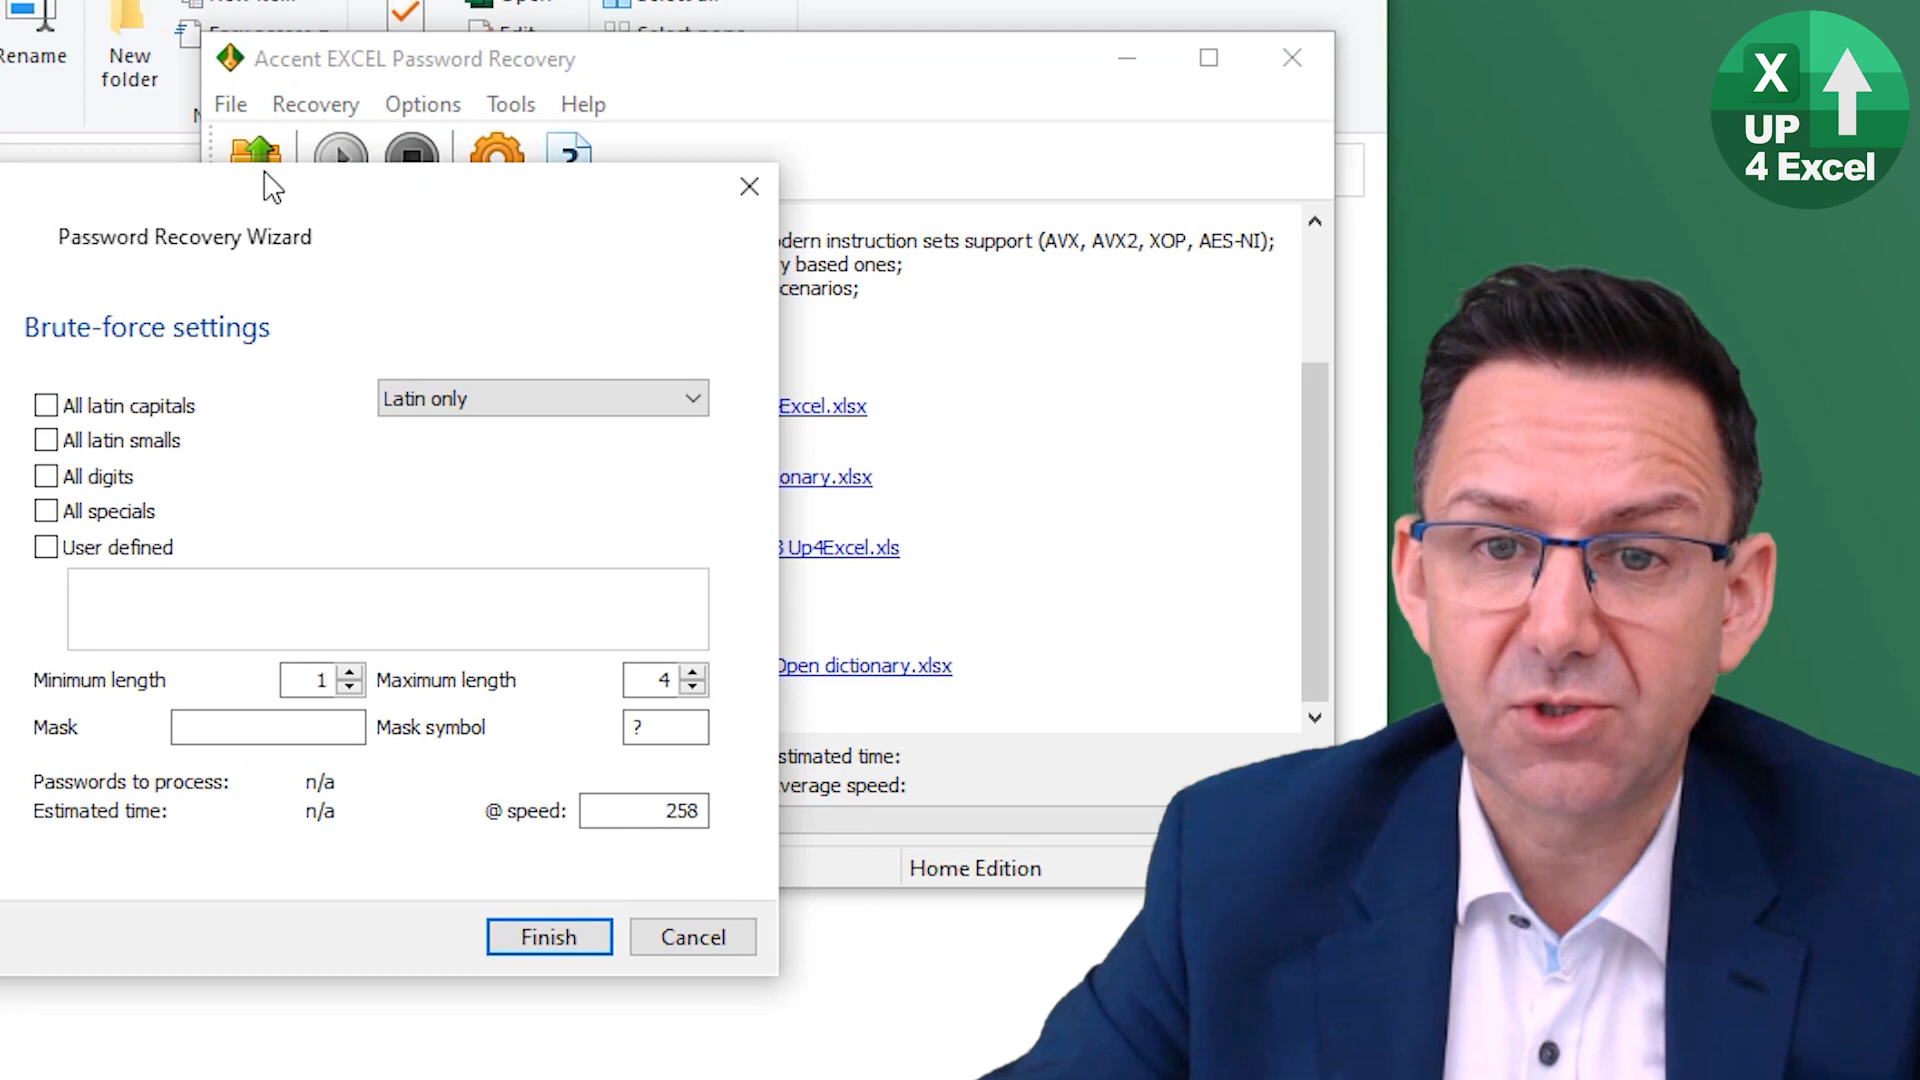 Rename
New
folder
Accent EXCEL Password Recovery
File Recovery Options Tools Help
Password Recovery Wizard
Brute-force settings
All latin capitals
Latin only
All latin smalls
All digits
All specials
User defined
Minimum length 1 Maximum length 4
Mask Mask symbol ?
Passwords to process: n/a
Estimated time: n/a @ speed: 258
Finish Cancel
dern instruction sets support (AVX, AVX2, XOP, AES-NI);
y based ones;
cenarios;
Excel.xlsx
onary.xlsx
3 Up4Excel.xls
Open dictionary.xlsx
stimated time:
verage speed:
Home Edition
X
UP
4 Excel